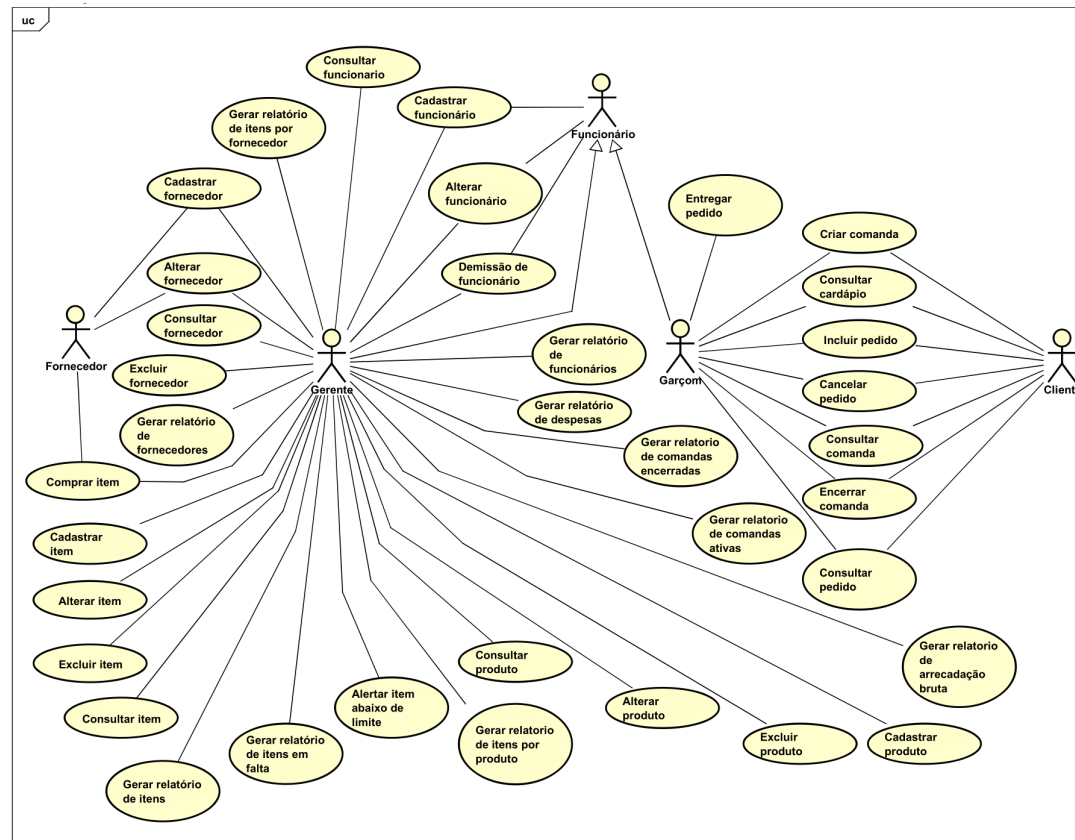 uc
Consultar
funcionario
Cadastrar
funcionário
Funcionário
Gerar relatório
de itens por
fornecedor
Cadastrar
fornecedor
Alterar
funcionário
Entregar
pedido
Criar comanda
Alterar
fornecedor
Demissão de
funcionário
Consultar
cardápio
Consultar
fornecedor
Fornecedor
Gerente
Gerar relatório
de
funcionários
Garçom
Incluir pedido
Client
Excluir
fornecedor
Cancelar
pedido
Gerar relatório
de
fornecedores
Gerar relatório
de despesas
Gerar relatorio
de comandas
encerradas
Consultar
comanda
Comprar item
Encerrar
comanda
Cadastrar
item
Gerar relatorio
de comandas
ativas
Consultar
pedido
Alterar item
Excluir item
Consultar
produto
Gerar relatorio
de
arrecadação
bruta
Consultar item
Alertar item
abaixo de
limite
Alterar
produto
Gerar relatório
de itens em
falta
Gerar relatorio
de itens por
produto
Excluir
produto
Cadastrar
produto
Gerar relatório
de itens